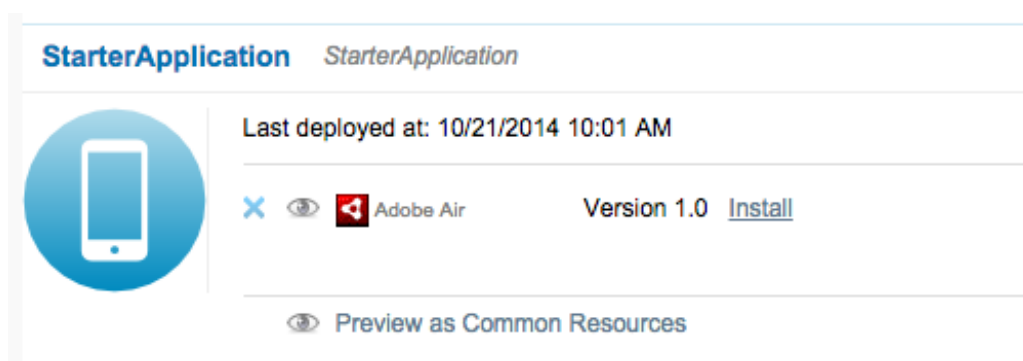 StarterApplication StarterApplication
Last deployed at: 10/21/2014 10:01 AM
Adobe Air Version 1.0 Install
Preview as Common Resources